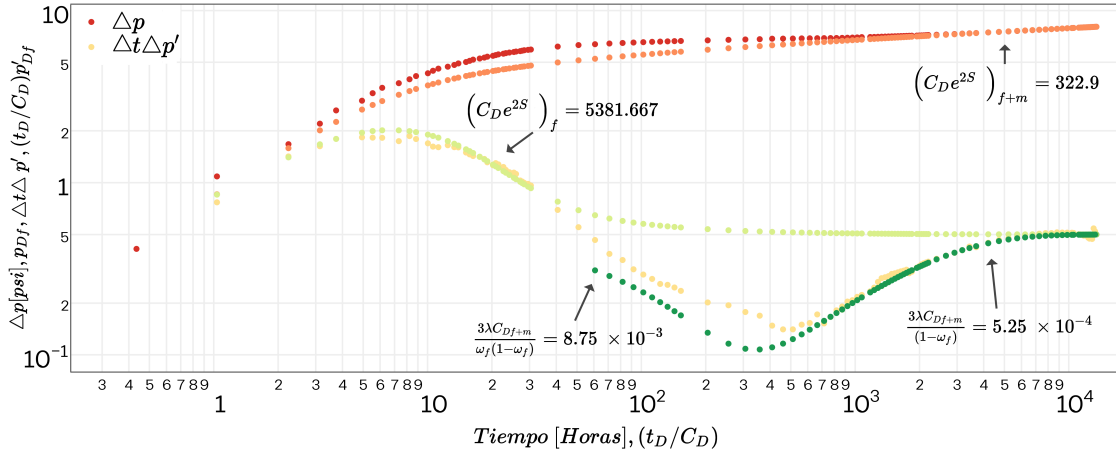 △p
△t△p′
10
5
2
1
5
2
10⁻¹
△p[psi], p_{Df}, △t△p′, (t_D/C_D)p′_{Df}
(C_D e^{2S})_f = 5381.667
(C_D e^{2S})_{f+m} = 322.9
3λC_{Df+m}/ω_f(1−ω_f) = 8.75 × 10⁻³
3λC_{Df+m}/(1−ω_f) = 5.25 × 10⁻⁴
3 4 5 6 7 8 9 2 3 4 5 6 7 8 9 2 3 4 5 6 7 8 9 2 3 4 5 6 7 8 9 2 3 4 5 6 7 8 9
1 10 10² 10³ 10⁴
Tiempo [Horas], (t_D/C_D)